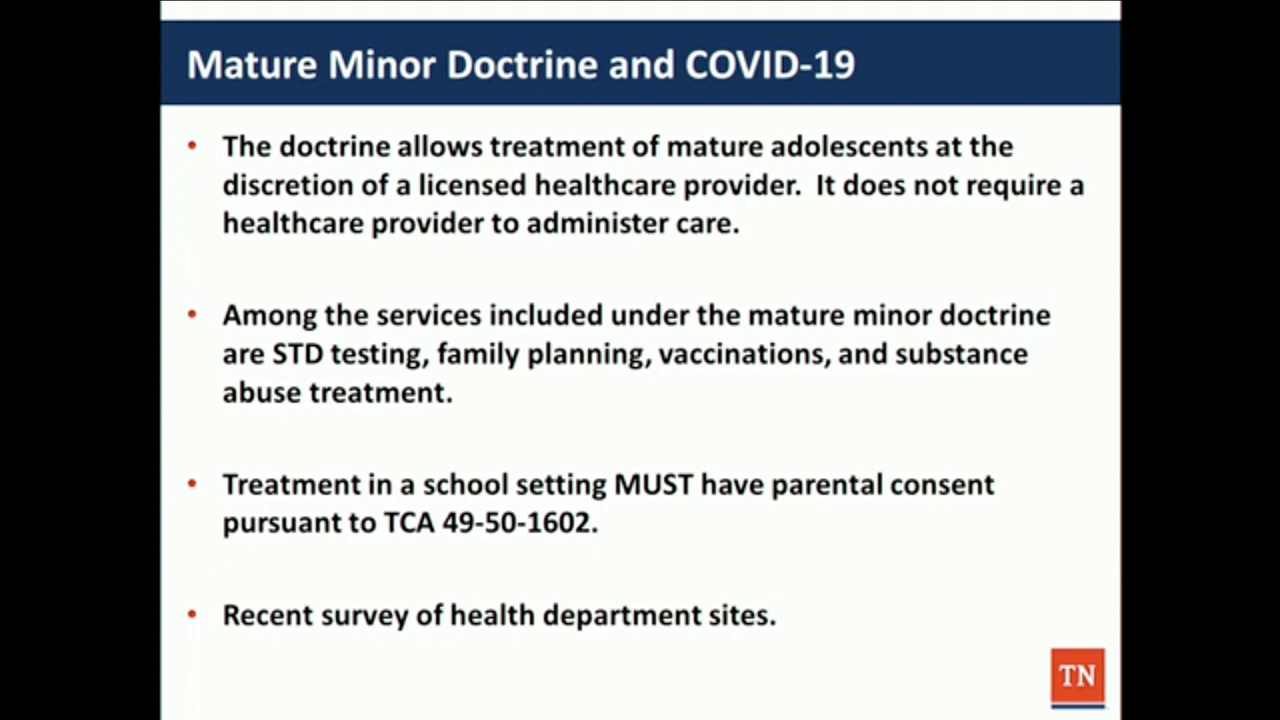 Mature Minor Doctrine and COVID-19
• The doctrine allows treatment of mature adolescents at the
discretion of a licensed healthcare provider.  It does not require a
healthcare provider to administer care.
• Among the services included under the mature minor doctrine
are STD testing, family planning, vaccinations, and substance
abuse treatment.
• Treatment in a school setting MUST have parental consent
pursuant to TCA 49-50-1602.
• Recent survey of health department sites.
TN